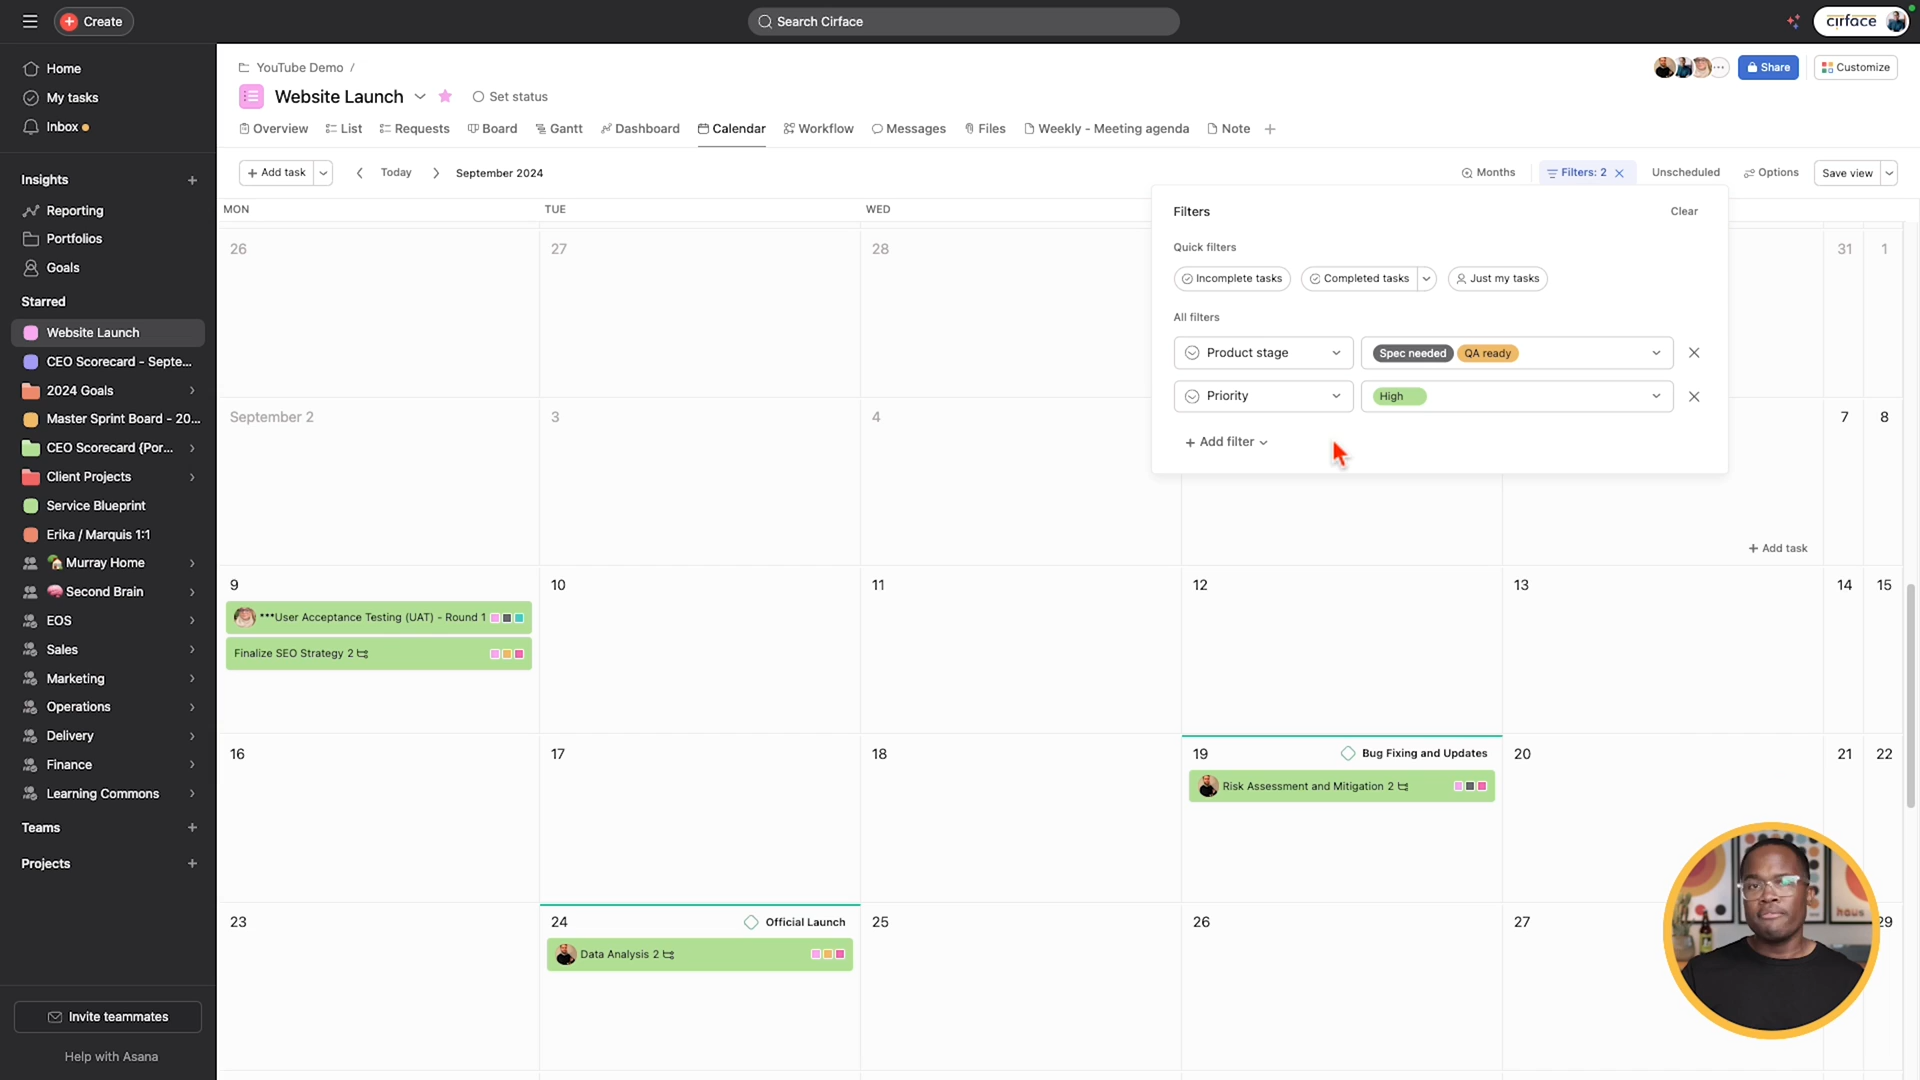 Create
Search Cirface
cirface
Home
My tasks
Inbox
Insights
Reporting
Portfolios
Goals
Starred
Website Launch
CEO Scorecard - Septe...
2024 Goals
Master Sprint Board - 20...
CEO Scorecard {Por...
Client Projects
Service Blueprint
Erika / Marquis 1:1
Murray Home
Second Brain
EOS
Sales
Marketing
Operations
Delivery
Finance
Learning Commons
Teams
Projects
Invite teammates
Help with Asana
YouTube Demo /
Website Launch
Set status
Share
Customize
Overview List Requests Board Gantt Dashboard Calendar Workflow Messages Files Weekly - Meeting agenda Note
Add task
Today
September 2024
Months
Filters: 2
Unscheduled
Options
Save view
MON TUE WED
Filters
Clear
Quick filters
Incomplete tasks Completed tasks Just my tasks
All filters
Product stage Spec needed QA ready
Priority High
+ Add filter
26 27 28 31 1
September 2 3 4 7 8
+ Add task
9 10 11 12 13 14 15
***User Acceptance Testing (UAT) - Round 1
Finalize SEO Strategy 2
16 17 18 19 Bug Fixing and Updates 20 21 22
Risk Assessment and Mitigation 2
23 24 Official Launch 25 26 27 29
Data Analysis 2
haus